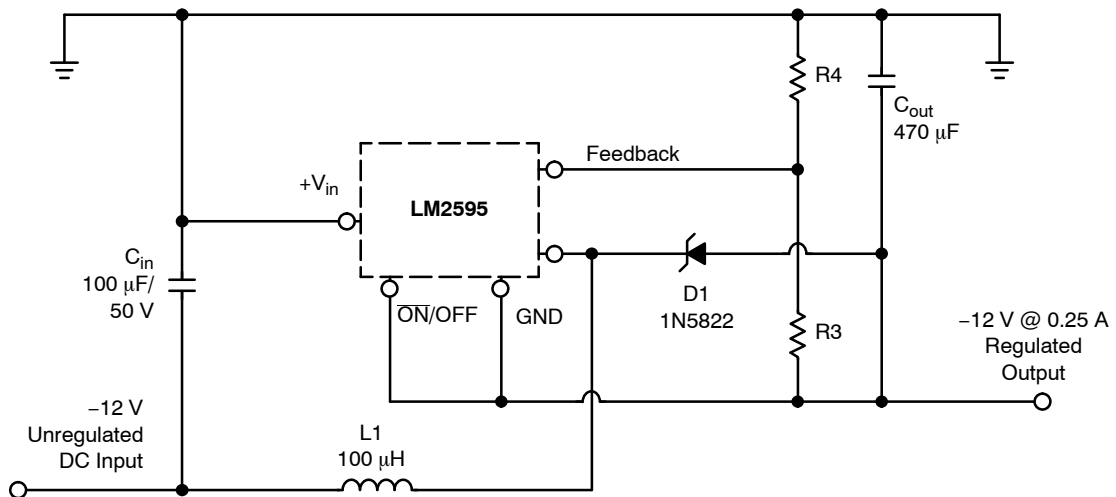 R4
C_out
470 μF
Feedback
+V_in
LM2595
C_in
100 μF/
50 V
ON/OFF
GND
D1
1N5822
R3
–12 V @ 0.25 A
Regulated
Output
–12 V
Unregulated
DC Input
L1
100 μH